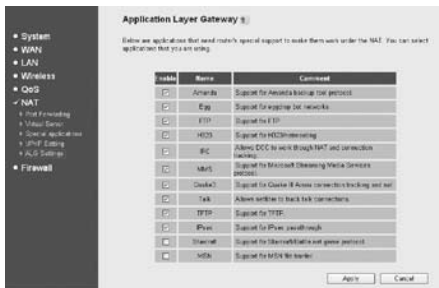 Application Layer Gateway
System
WAN
LAN
Wireless
QoS
NAT
Port Forwarding
Virtual Server
Special applications
UPnP Setting
ALG Settings
Firewall
Below are applications that need router's special support to make them work under the NAT. You can select
applications that you are using.
Enable Name Comment
Amanda Support for Amanda backup tool protocol.
Egg Support for eggdrop bot networks.
FTP Support for FTP.
H323 Support for H323/netmeeting.
IRC Allows DCC to work though NAT and connection
tracking.
MMS Support for Microsoft Streaming Media Services
protocol.
Quake3 Support for Quake III Arena connection tracking and nat.
Talk Allows netfilter to track talk connections.
TFTP Support for TFTP.
IPsec Support for IPsec passthrough
Starcraft Support for Starcraft/battle.net game protocol.
MSN Support for MSN file transfer.
Apply Cancel